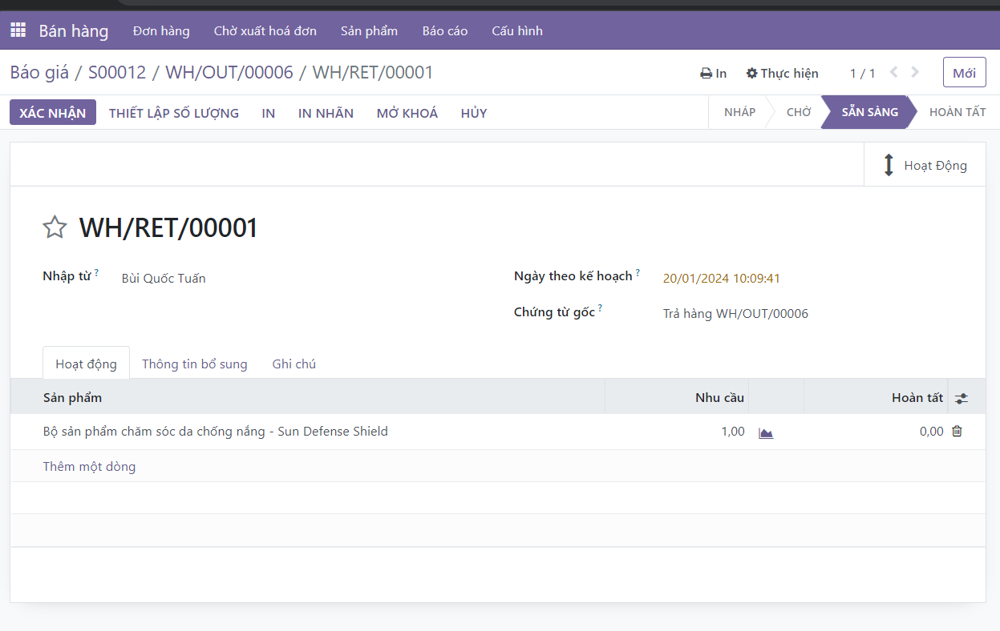 Bán hàng Đơn hàng Chờ xuất hoá đơn Sản phẩm Báo cáo Cấu hình
Báo giá / S00012 / WH/OUT/00006 / WH/RET/00001 In Thực hiện 1 / 1 Mới
XÁC NHẬN THIẾT LẬP SỐ LƯỢNG IN IN NHÃN MỞ KHOÁ HỦY NHÁP CHỜ SẴN SÀNG HOÀN TẤT
Hoạt Động
WH/RET/00001
Nhập từ ? Bùi Quốc Tuấn Ngày theo kế hoạch ? 20/01/2024 10:09:41
Chứng từ gốc ? Trả hàng WH/OUT/00006
Hoạt động Thông tin bổ sung Ghi chú
Sản phẩm Nhu cầu Hoàn tất
Bộ sản phẩm chăm sóc da chống nắng - Sun Defense Shield 1,00 0,00
Thêm một dòng